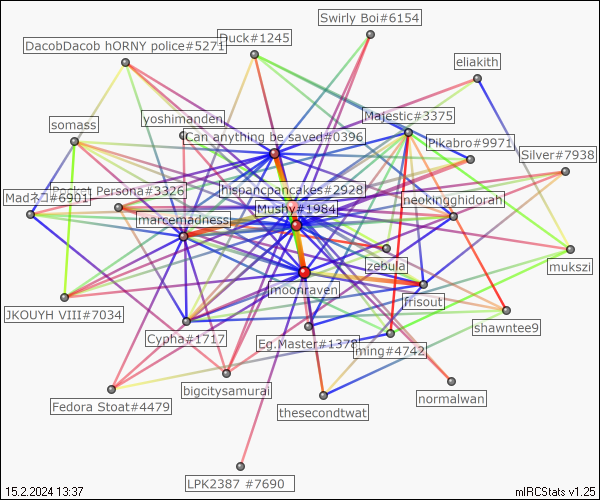 Swirly Boi#6154
Duck#1245
DacobDacob hORNY police#5271
eliakith
yoshimanden
Majestic#3375
somass
Can anything be saved#0396
Pikabro#9971
Silver#7938
Madネコ#6901
Pocket Persona#3326
hispancpancakes#2928
neokingghidorah
Mushy#1984
marcemadness
zebula
mukszi
moonraven
frisout
JKOUYH VIII#7034
shawntee9
Cypha#1717
Eg.Master#1378
ming#4742
bigcitysamurai
normalwan
Fedora Stoat#4479
thesecondtwat
LPK2387 #7690
15.2.2024 13:37
mIRCStats v1.25